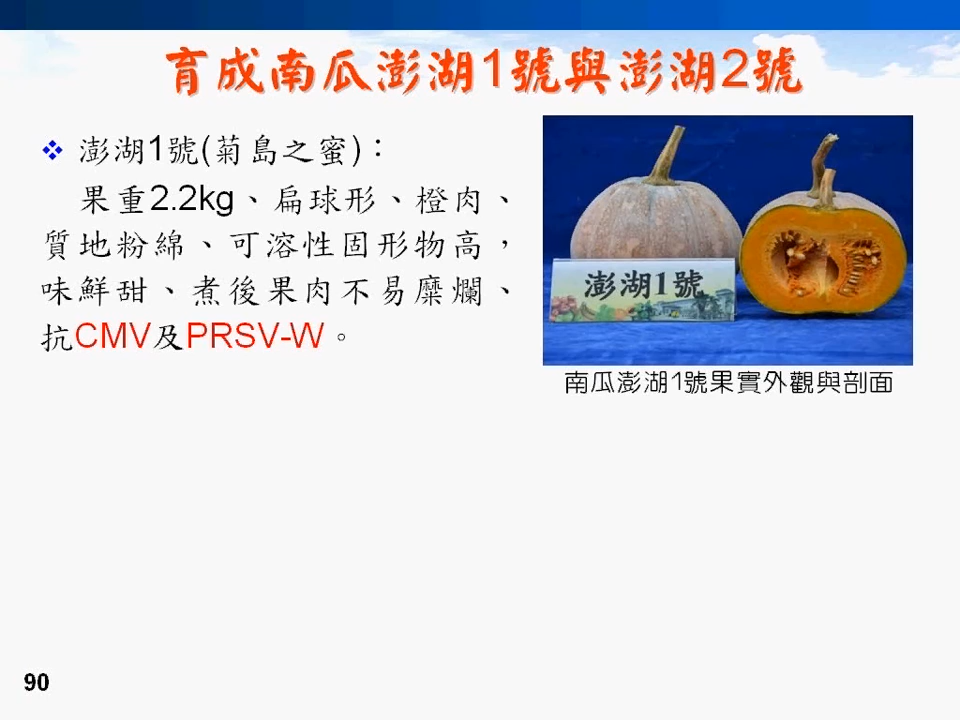 育成南瓜澎湖1號與澎湖2號
澎湖1號(菊島之蜜)：
果重2.2kg、扁球形、橙肉、
質地粉綿、可溶性固形物高，
味鮮甜、煮後果肉不易糜爛、
抗CMV及PRSV-W。
澎湖1號
南瓜澎湖1號果實外觀與剖面
90